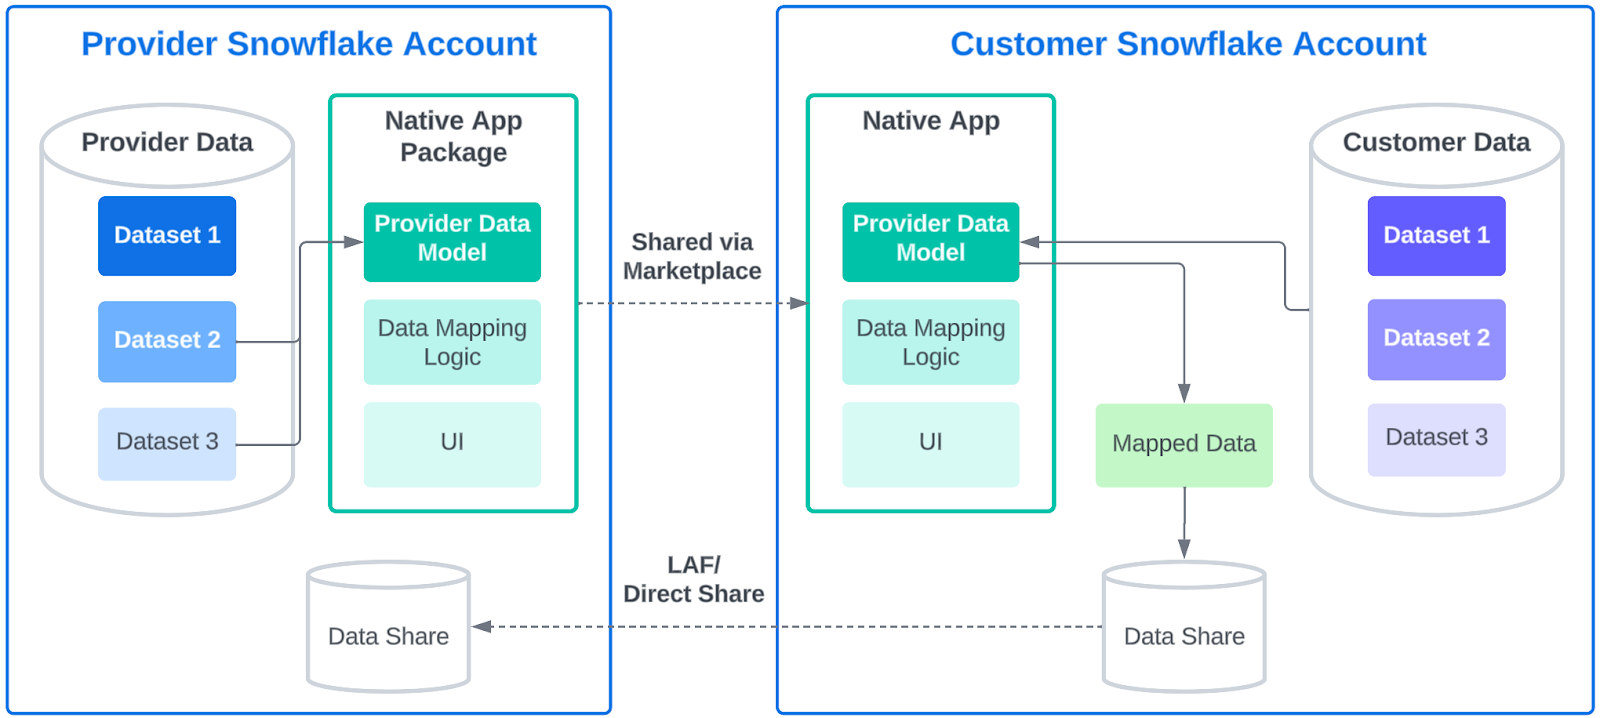 Provider Snowflake Account
Provider Data
Dataset 1
Dataset 2
Dataset 3
Native App
Package
Provider Data
Model
Data Mapping
Logic
UI
Data Share
Shared via
Marketplace
LAF/
Direct Share
Customer Snowflake Account
Native App
Provider Data
Model
Data Mapping
Logic
UI
Mapped Data
Data Share
Customer Data
Dataset 1
Dataset 2
Dataset 3